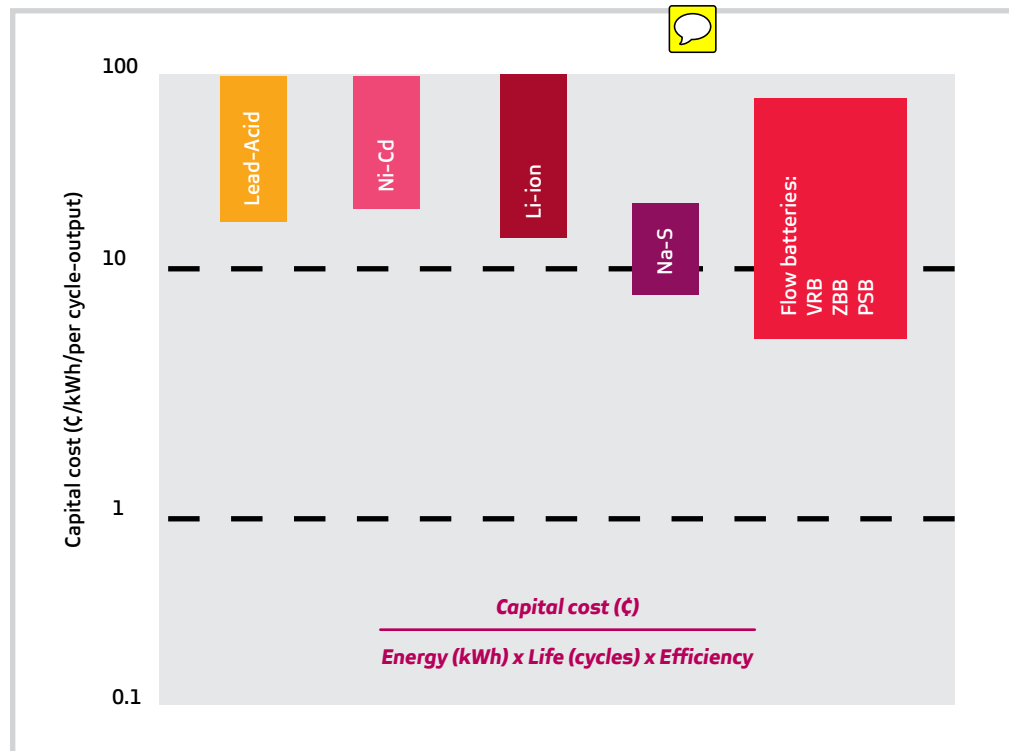 100
10
1
0.1
Capital cost (₵/kWh/per cycle-output)
Lead-Acid
Ni-Cd
Li-ion
Na-S
Flow batteries:
VRB
ZBB
PSB
Capital cost (₵)
Energy (kWh) x Life (cycles) x Efficiency